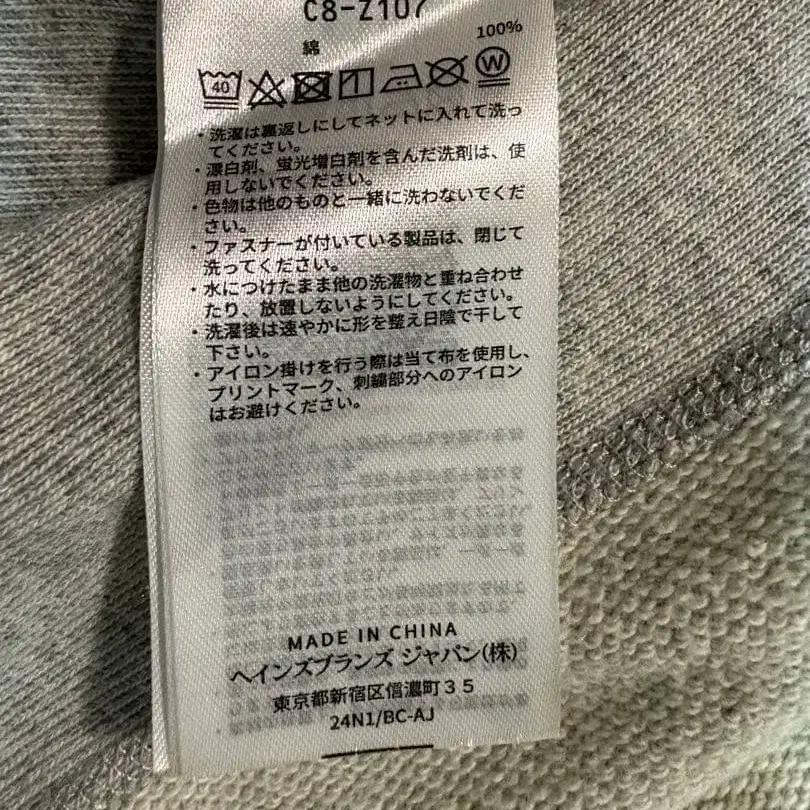 C8-Z107
綿 100%
40 W
・洗濯は裏返しにしてネットに入れて洗っ
てください。
・漂白剤、蛍光増白剤を含んだ洗剤は、使
用しないでください。
・色物は他のものと一緒に洗わないでくだ
さい。
・ファスナーが付いている製品は、閉じて
洗ってください。
・水につけたまま他の洗濯物と重ね合わせ
たり、放置しないようにしてください。
・洗濯後は速やかに形を整え日陰で干して
下さい。
・アイロン掛けを行う際は当て布を使用し、
プリントマーク、刺繍部分へのアイロン
はお避けください。
MADE IN CHINA
ヘインズブランズ ジャパン(株)
東京都新宿区信濃町35
24N1/BC-AJ